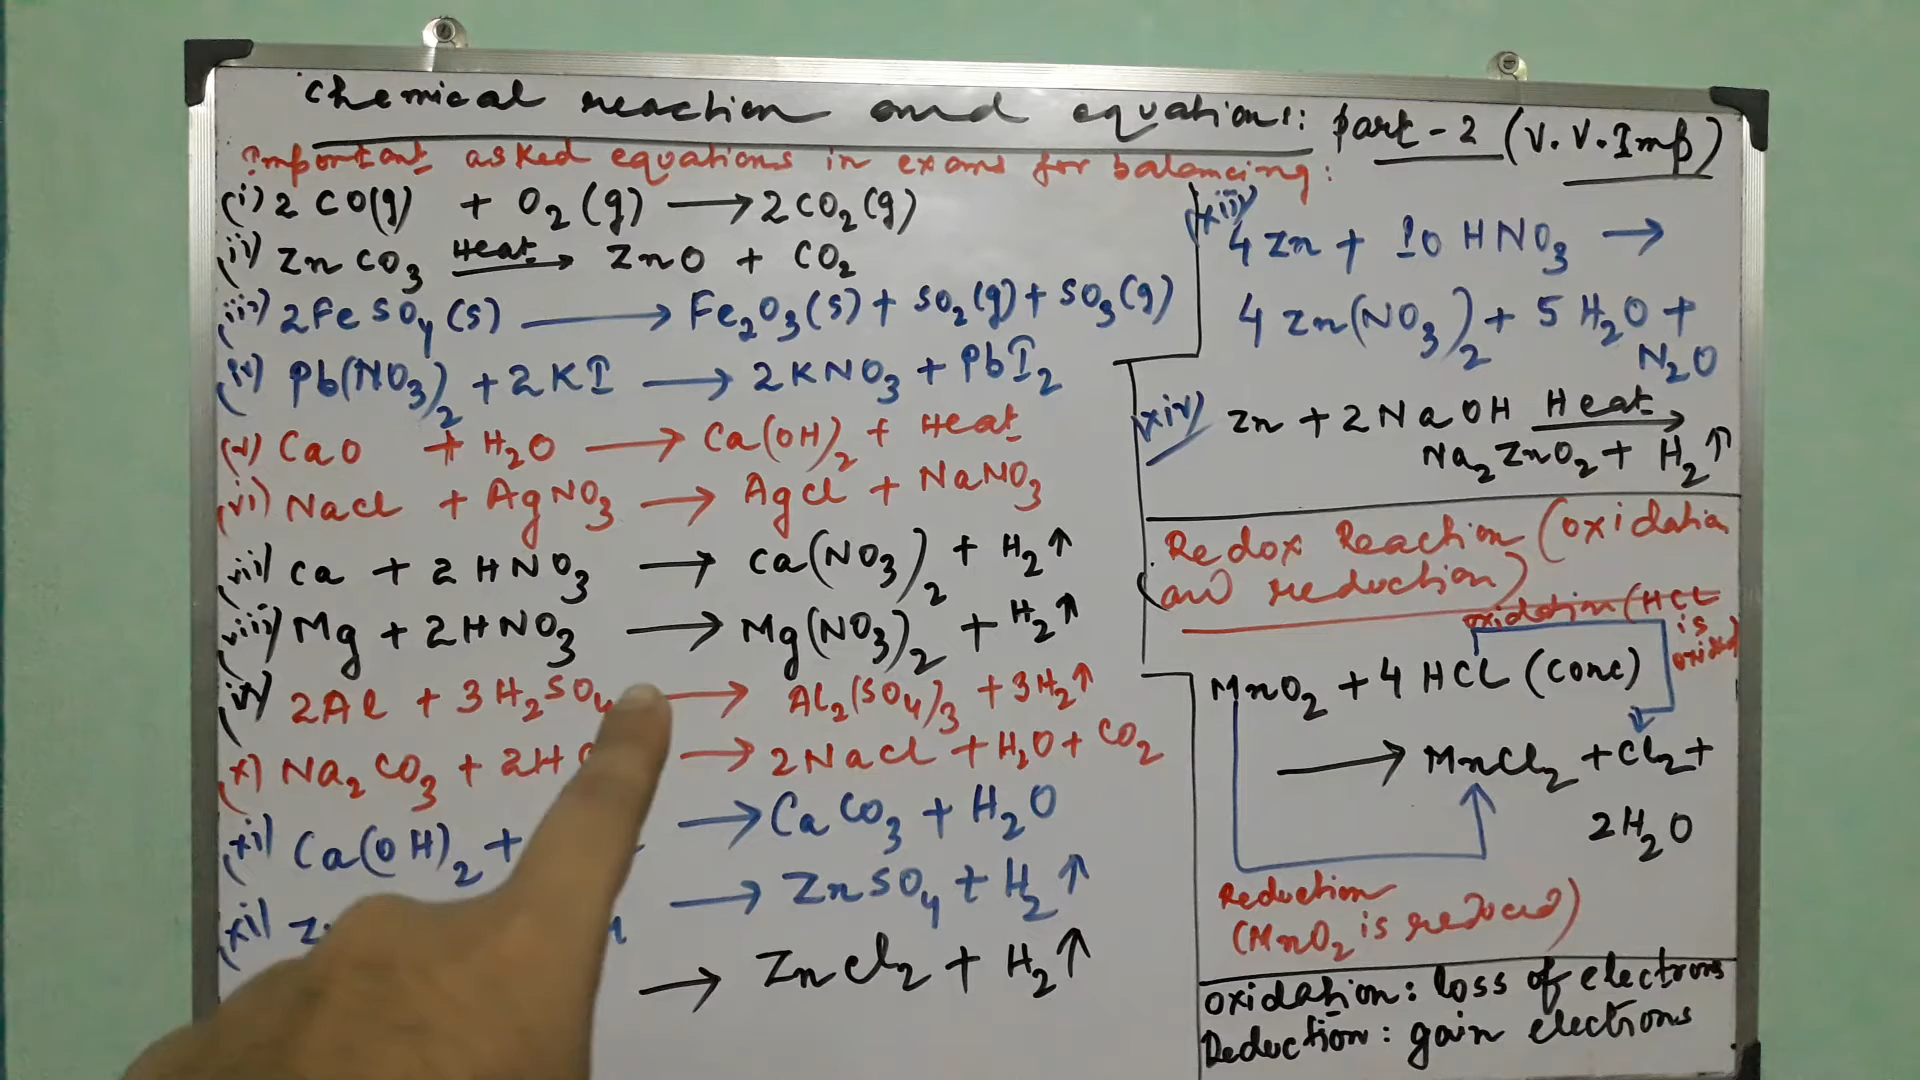 Chemical reaction and equations: part-2 (V.V.Imp)
Important asked equations in exams for balancing:
(i) 2 CO(g) + O2 (g) → 2CO2 (g)
(ii) ZnCO3 Heat → ZnO + CO2
(iii) 2FeSO4 (s) → Fe2O3 (s) + SO2 (g) + SO3 (g)
(iv) Pb(NO3)2 + 2KI → 2KNO3 + PbI2
(v) CaO + H2O → Ca(OH)2 + Heat
(vi) NaCl + AgNO3 → AgCl + NaNO3
(vii) Ca + 2HNO3 → Ca(NO3)2 + H2↑
(viii) Mg + 2HNO3 → Mg(NO3)2 + H2↑
2Al + 3H2SO4 → Al2(SO4)3 + 3H2↑
(x) Na2CO3 + 2H → 2NaCl + H2O + CO2
(xi) Ca(OH)2 + → CaCO3 + H2O
(xii) → ZnSO4 + H2↑
→ ZnCl2 + H2↑
(xiii)
4Zn + 10HNO3 →
4Zn(NO3)2 + 5H2O +
N2O
(xiv) Zn + 2NaOH Heat →
Na2ZnO2 + H2↑
Redox Reaction (oxidation
and reduction)
oxidation (HCl
is
MnO2 + 4HCl (conc)
→ MnCl2 + Cl2 +
2H2O
Reduction
(MnO2 is reduced)
oxidation: loss of electrons
Reduction: gain electrons